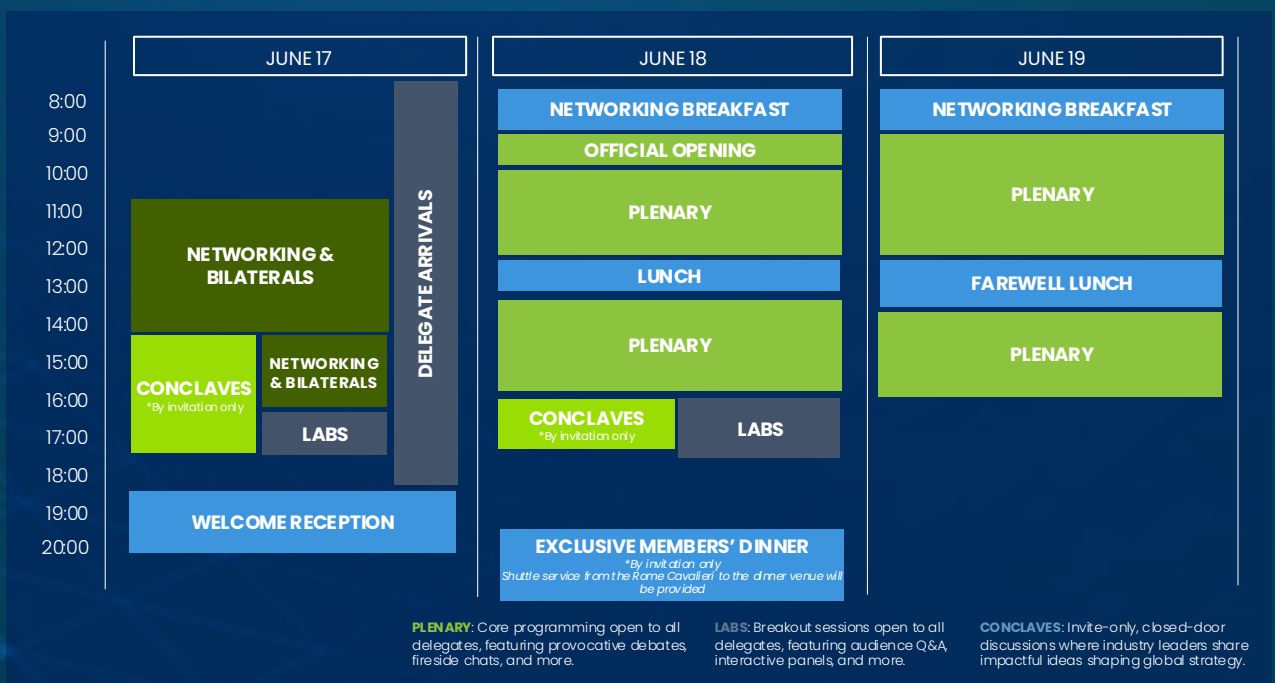 JUNE 17
JUNE 18
JUNE 19
8:00
9:00
10:00
11:00
12:00
13:00
14:00
15:00
16:00
17:00
18:00
19:00
20:00
NETWORKING &
BILATERALS
CONCLAVES
*By invitation only
NETWORKING
& BILATERALS
LABS
DELEGATE ARRIVALS
WELCOME RECEPTION
NETWORKING BREAKFAST
OFFICIAL OPENING
PLENARY
LUNCH
PLENARY
CONCLAVES
*By invitation only
LABS
EXCLUSIVE MEMBERS’ DINNER
*By invitation only
Shuttle service from the Rome Cavalieri to the dinner venue will
be provided
NETWORKING BREAKFAST
PLENARY
FAREWELL LUNCH
PLENARY
PLENARY: Core programming open to all
delegates, featuring provocative debates,
fireside chats, and more.
LABS: Breakout sessions open to all
delegates, featuring audience Q&A,
interactive panels, and more.
CONCLAVES: Invite-only, closed-door
discussions where industry leaders share
impactful ideas shaping global strategy.